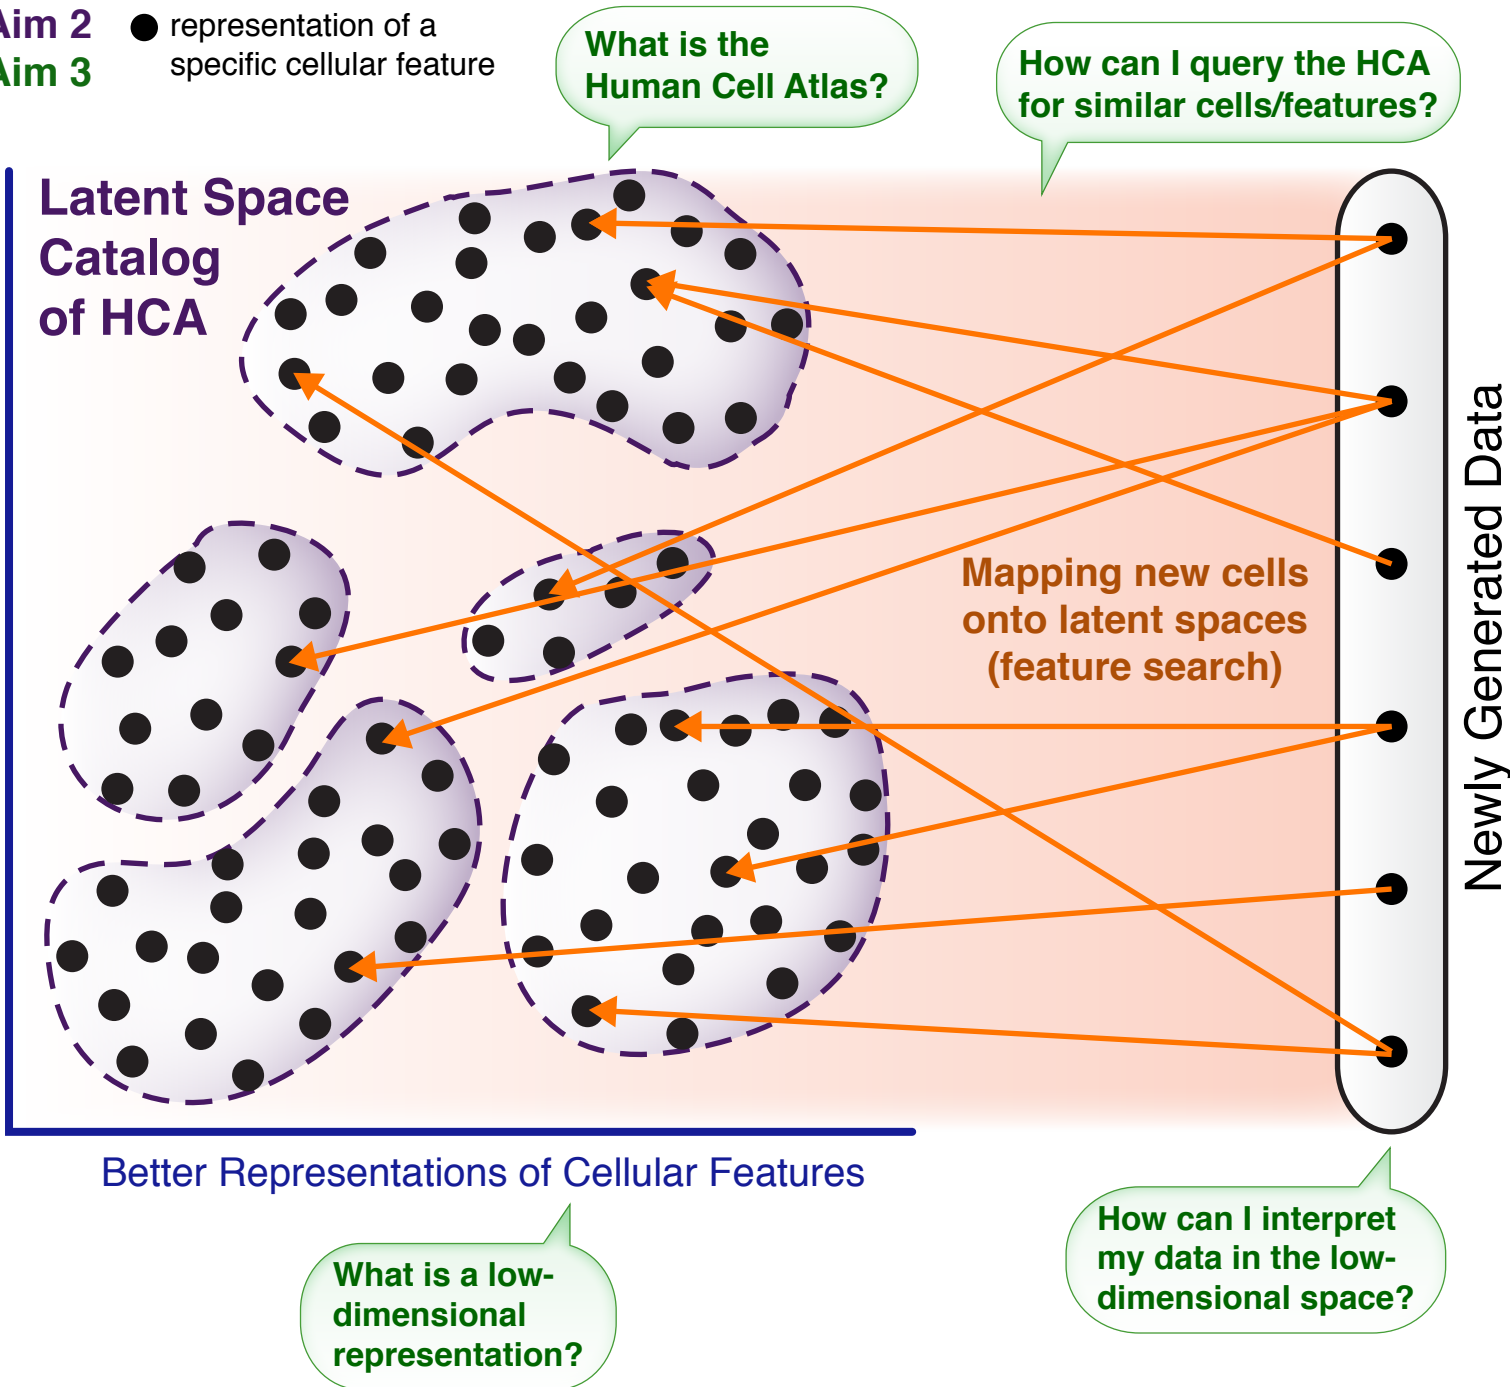 Aim 2
Aim 3
representation of a
specific cellular feature
What is the
Human Cell Atlas?
How can I query the HCA
for similar cells/features?
Latent Space
Catalog
of HCA
Mapping new cells
onto latent spaces
(feature search)
Newly Generated Data
Better Representations of Cellular Features
What is a low-
dimensional
representation?
How can I interpret
my data in the low-
dimensional space?